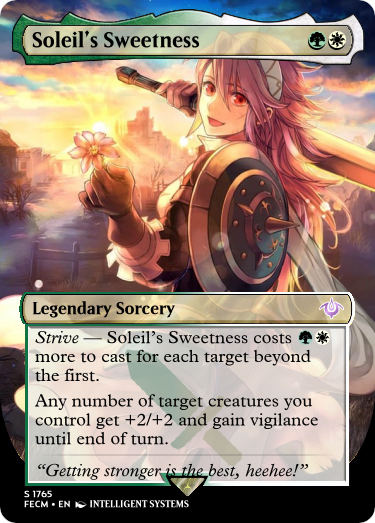 Soleil's Sweetness
Legendary Sorcery
Strive — Soleil's Sweetness costs
more to cast for each target beyond
the first.
Any number of target creatures you
control get +2/+2 and gain vigilance
until end of turn.
“Getting stronger is the best, heehee!”
S 1765
FECM • EN INTELLIGENT SYSTEMS